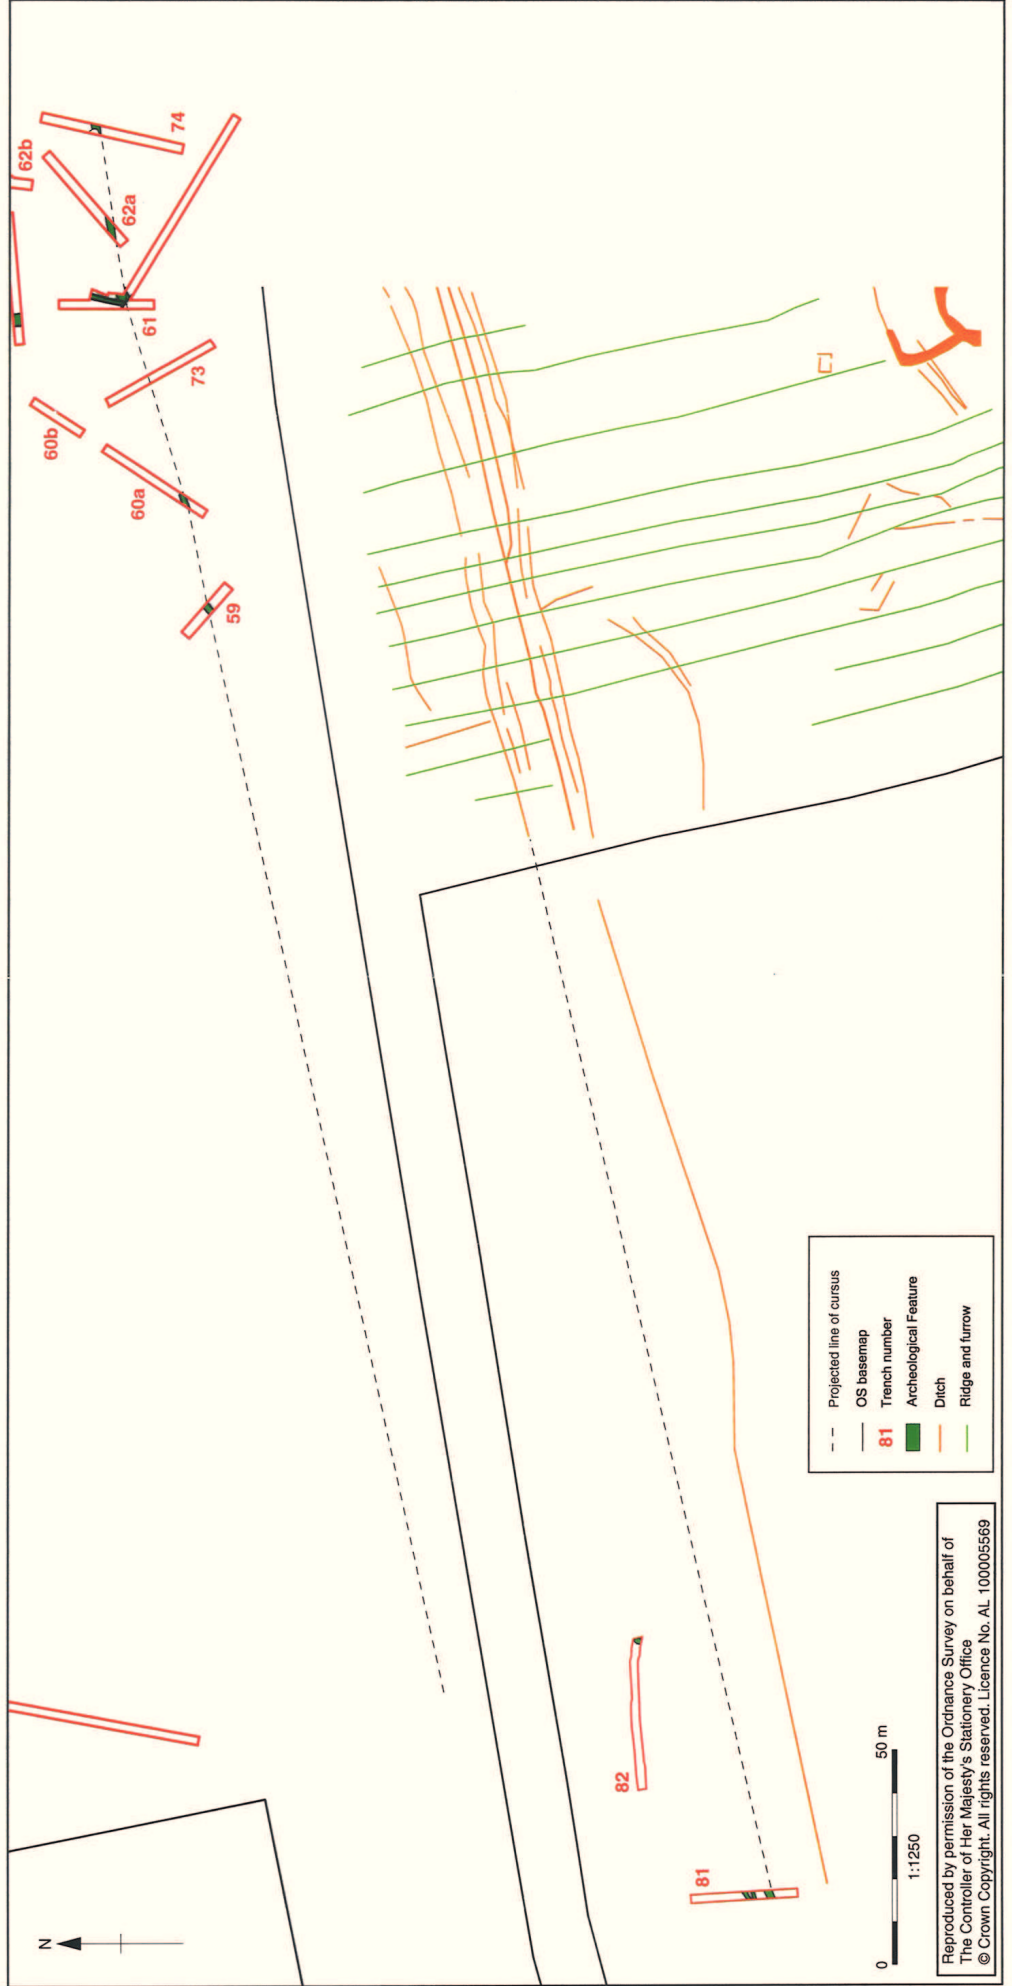 N
81
82
59
60a
60b
73
61
62a
62b
74
0
50 m
1:1250
Projected line of cursus
OS basemap
81 Trench number
Archeological Feature
Ditch
Ridge and furrow
Reproduced by permission of the Ordnance Survey on behalf of
The Controller of Her Majesty's Stationery Office
© Crown Copyright. All rights reserved. Licence No. AL 100005569